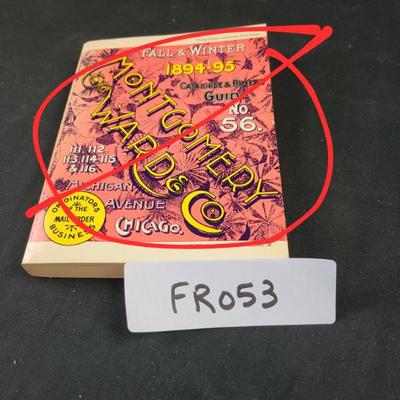 FALL & WINTER
1894-95
CATALOGUE & BUYERS
GUIDE
NO.
56.
MONTGOMERY
WARD & CO.
111, 112
113, 114, 115
& 116
MICHIGAN
AVENUE
CHICAGO.
ORIGINATORS
OF THE
MAIL ORDER
BUSINESS
FR053